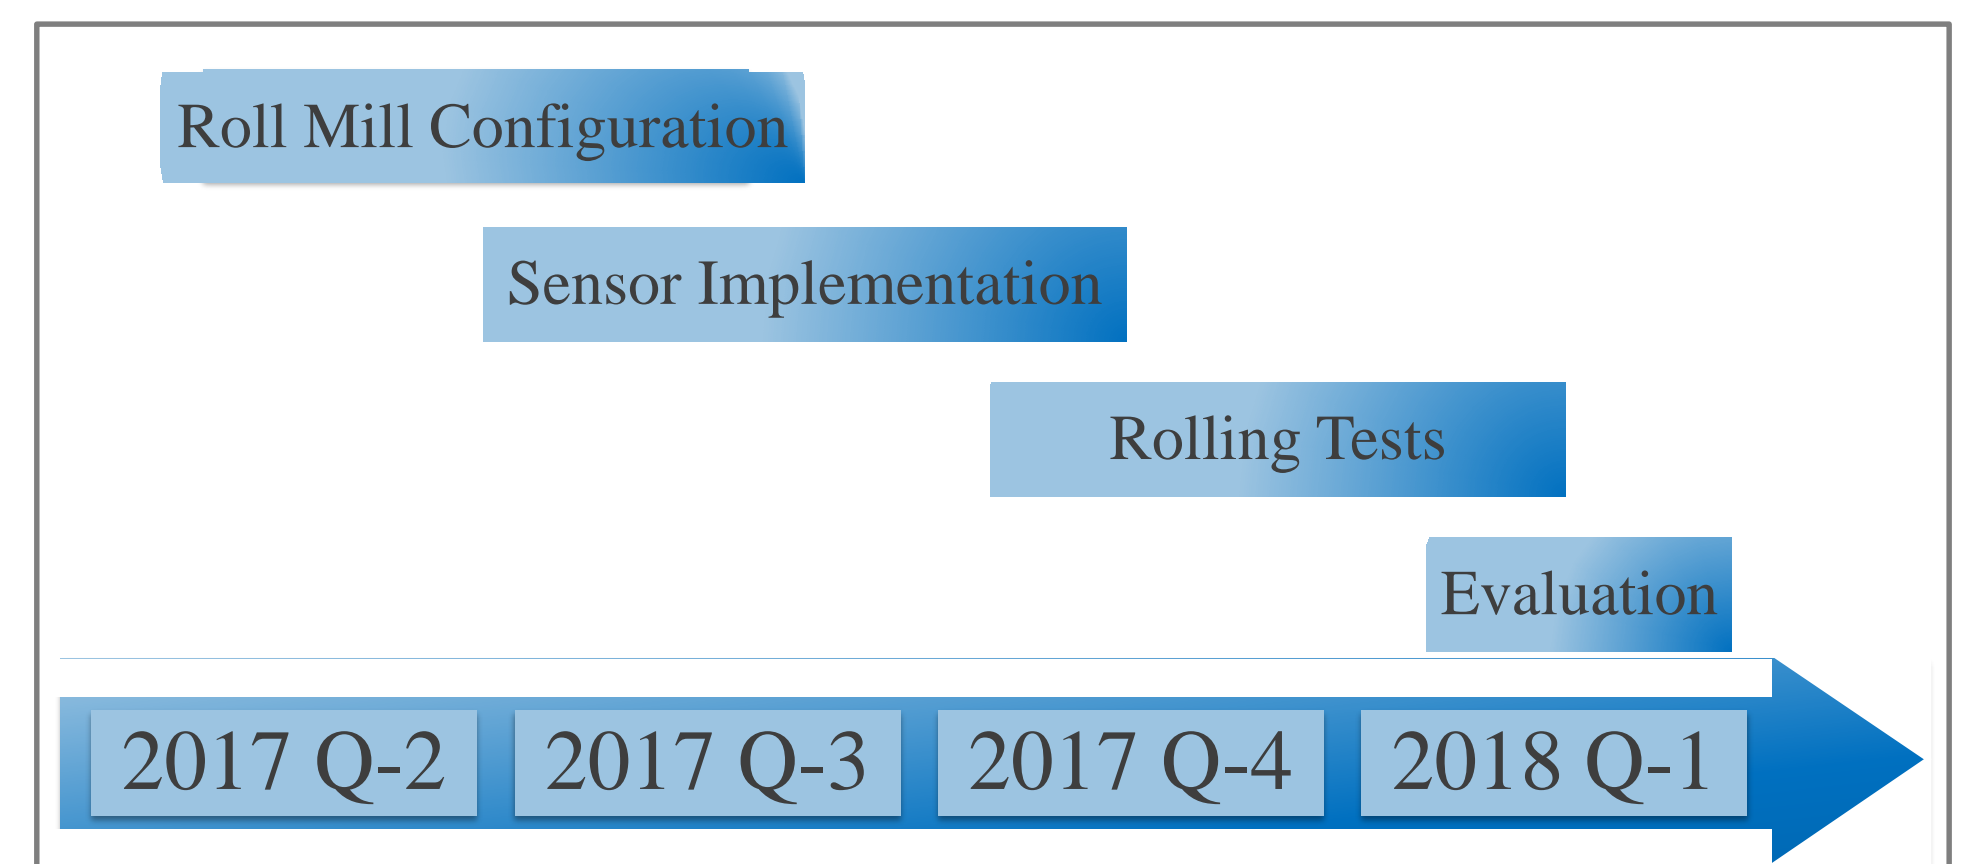 Roll Mill Configuration
Sensor Implementation
Rolling Tests
Evaluation
2017 Q-2 2017 Q-3 2017 Q-4 2018 Q-1